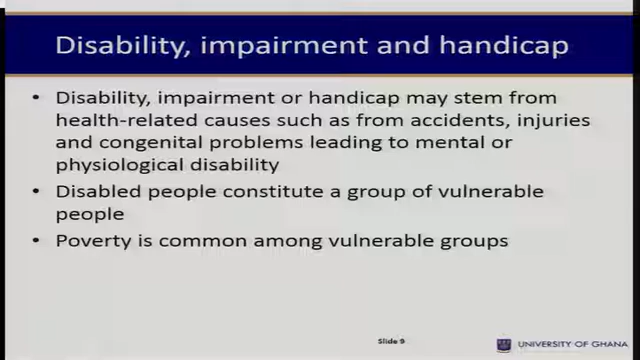 Disability, impairment and handicap
• Disability, impairment or handicap may stem from
health-related causes such as from accidents, injuries
and congenital problems leading to mental or
physiological disability
• Disabled people constitute a group of vulnerable
people
• Poverty is common among vulnerable groups
Slide 9
UNIVERSITY OF GHANA